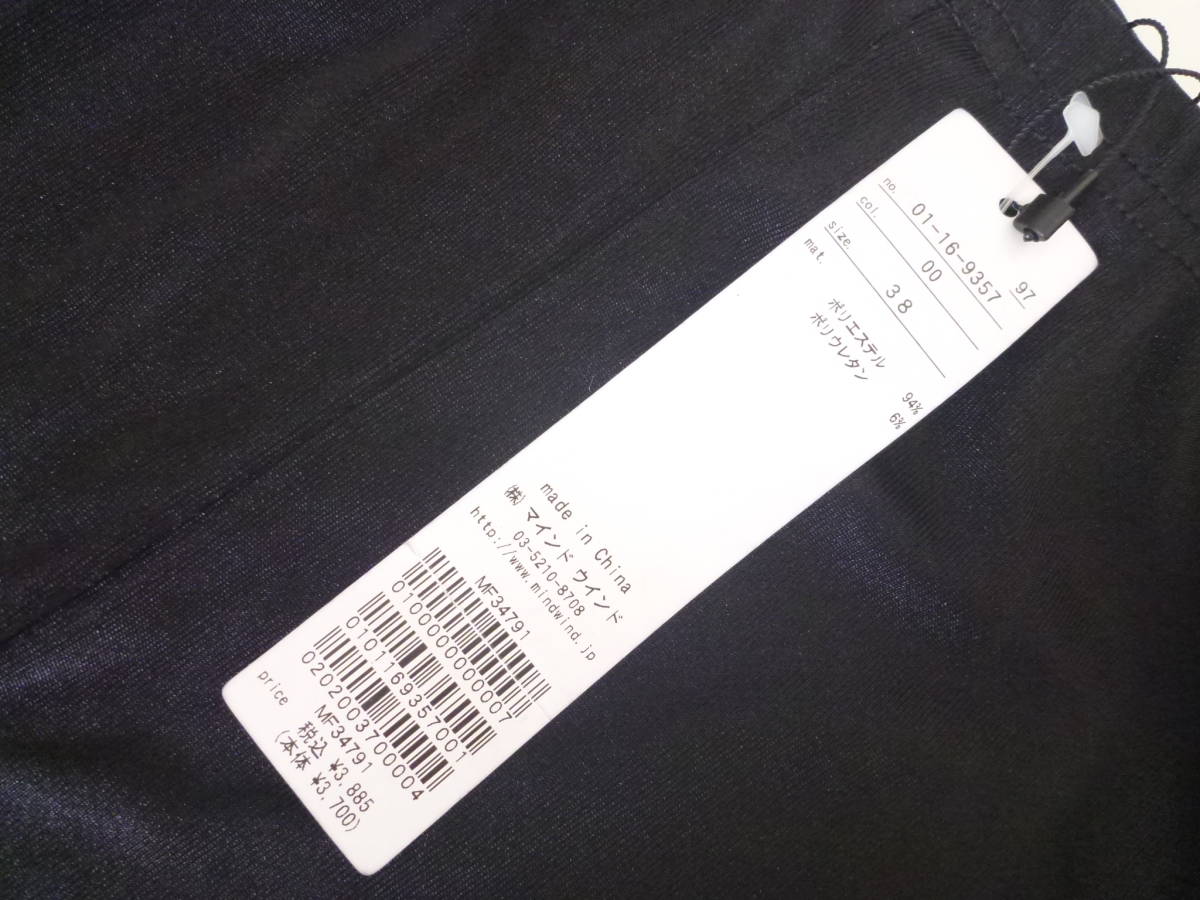 no. 01-16-9357 97
col. 00
size. 38
mat. ポリエステル 94%
ポリウレタン 6%
made in China
㈱ マインド ウインド
03-5210-8708
http://www.mindwind.jp
MF34791
0100000000007
0101169357001
0202003700004
price MF34791
税込 ¥3,885
(本体 ¥3,700)